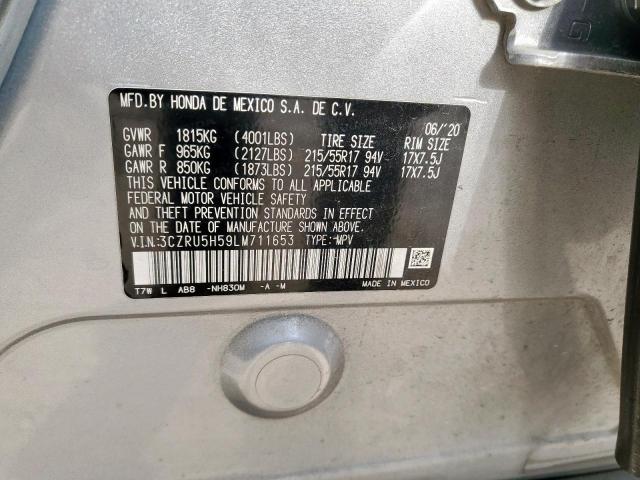 MFD.BY HONDA DE MEXICO S.A. DE C.V. 06/'20
GVWR 1815KG (4001LBS) TIRE SIZE RIM SIZE
GAWR F 965KG (2127LBS) 215/55R17 94V 17X7.5J
GAWR R 850KG (1873LBS) 215/55R17 94V 17X7.5J
THIS VEHICLE CONFORMS TO ALL APPLICABLE
FEDERAL MOTOR VEHICLE SAFETY
AND THEFT PREVENTION STANDARDS IN EFFECT
ON THE DATE OF MANUFACTURE SHOWN ABOVE.
V.I.N:3CZRU5H59LM711653 TYPE:MPV
T7W L AB8 -NH830M -A -M MADE IN MEXICO